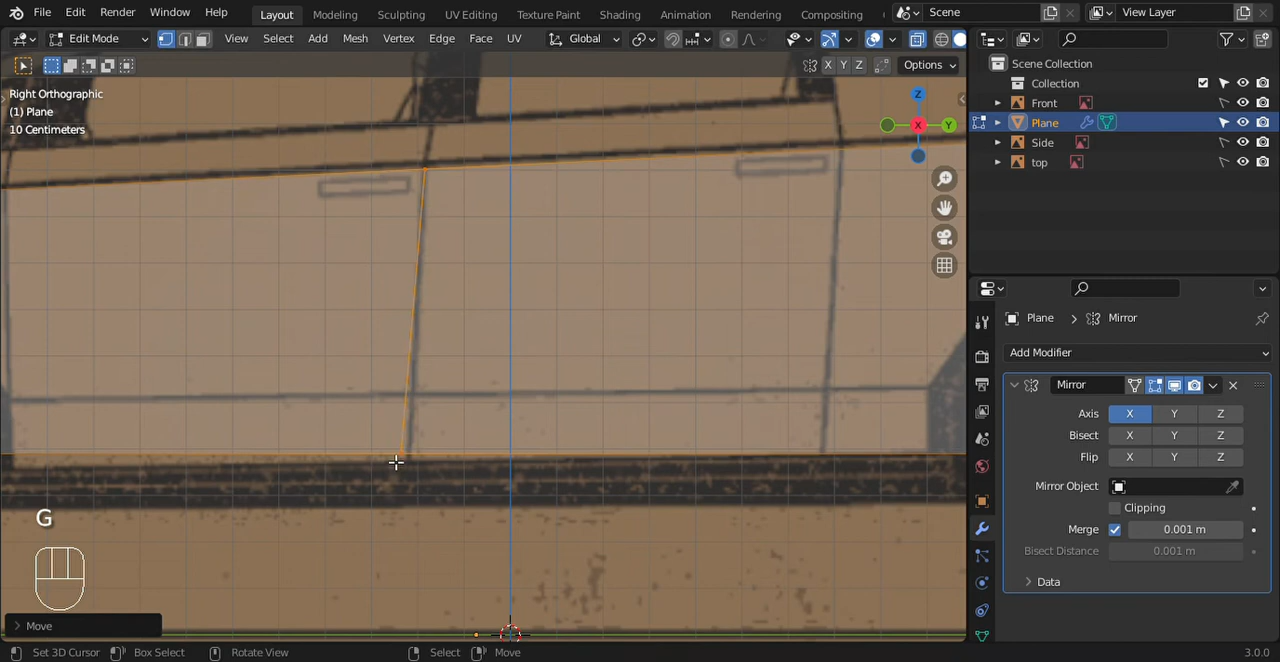 File Edit Render Window Help Layout Modeling Sculpting UV Editing Texture Paint Shading Animation Rendering Compositing Scene View Layer
Edit Mode View Select Add Mesh Vertex Edge Face UV Global
X Y Z Options
Right Orthographic
(1) Plane
10 Centimeters
Z
X
Y
G
Move
Scene Collection
Collection
Front
Plane
Side
top
Plane Mirror
Add Modifier
Mirror
Axis X Y Z
Bisect X Y Z
Flip X Y Z
Mirror Object
Clipping
Merge 0.001 m
Bisect Distance 0.001 m
Data
Set 3D Cursor Box Select Rotate View Select Move 3.0.0